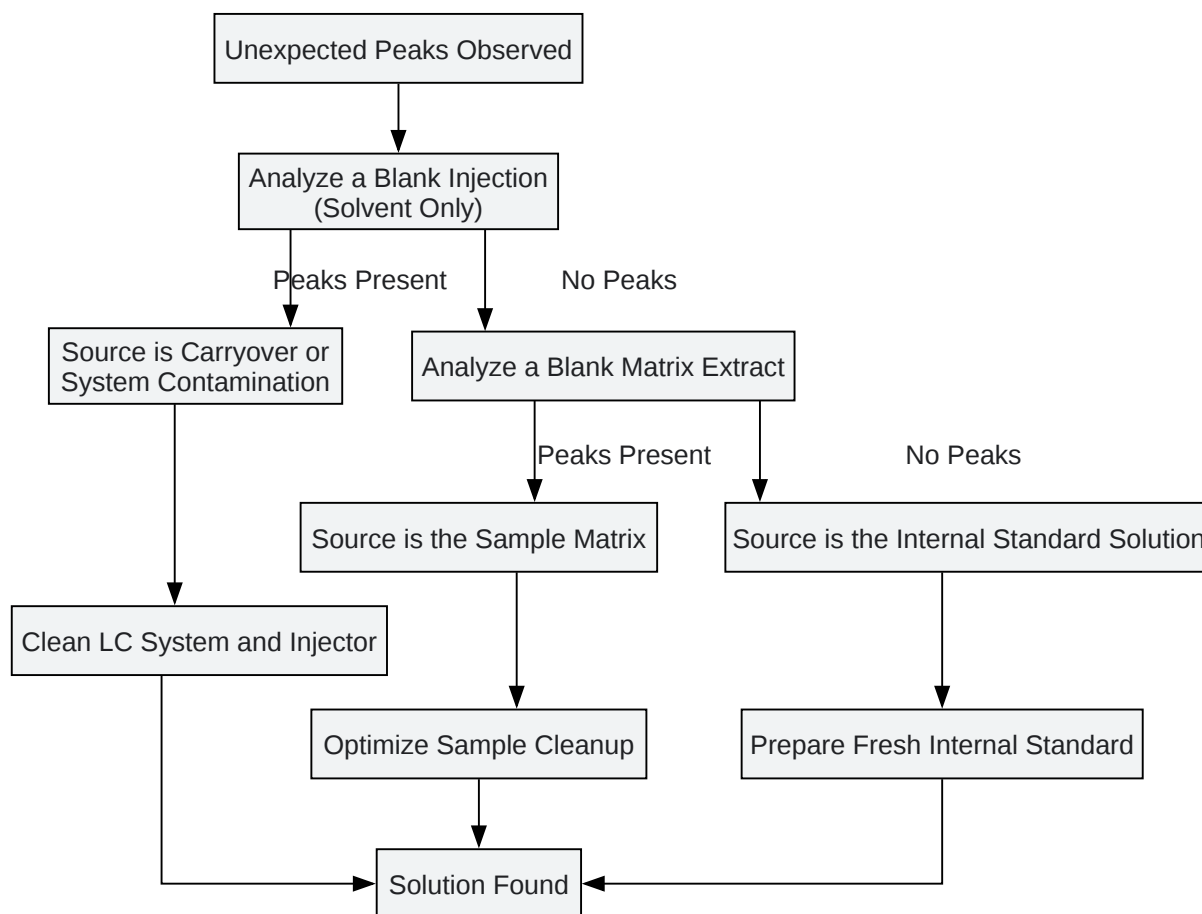 Unexpected Peaks Observed
Analyze a Blank Injection
(Solvent Only)
Peaks Present
No Peaks
Source is Carryover or
System Contamination
Analyze a Blank Matrix Extract
Peaks Present
No Peaks
Source is the Sample Matrix
Source is the Internal Standard Solution
Clean LC System and Injector
Optimize Sample Cleanup
Prepare Fresh Internal Standard
Solution Found